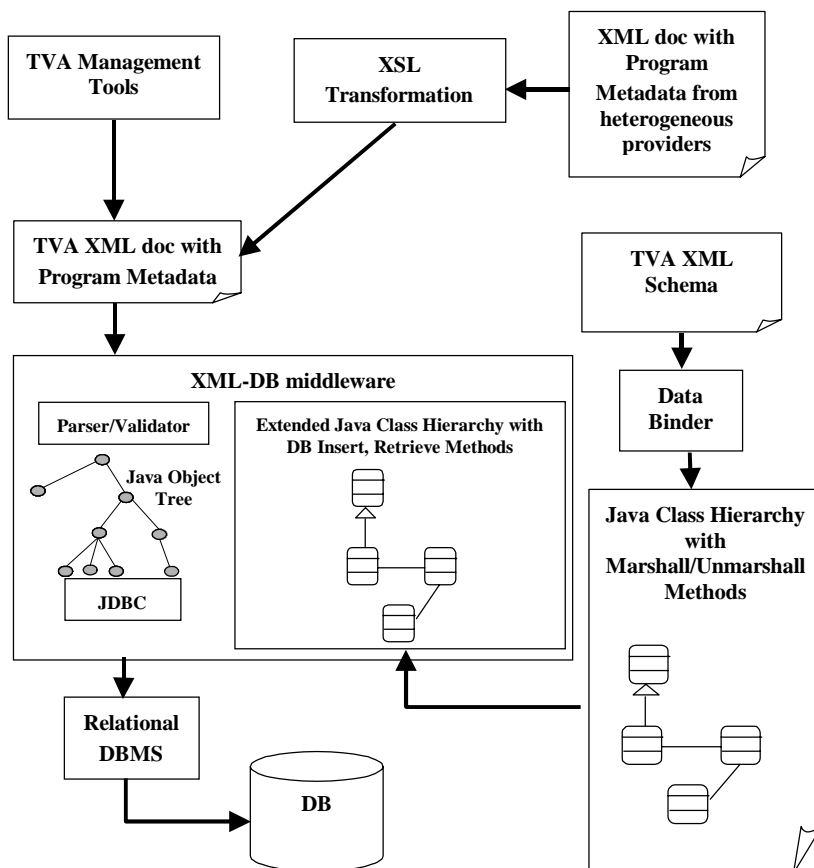 TVA Management
Tools
XSL
Transformation
XML doc with
Program
Metadata from
heterogeneous
providers
TVA XML doc with
Program Metadata
TVA XML
Schema
XML-DB middleware
Parser/Validator
Java Object
Tree
JDBC
Extended Java Class Hierarchy with
DB Insert, Retrieve Methods
Data
Binder
Java Class Hierarchy
with
Marshall/Unmarshall
Methods
Relational
DBMS
DB